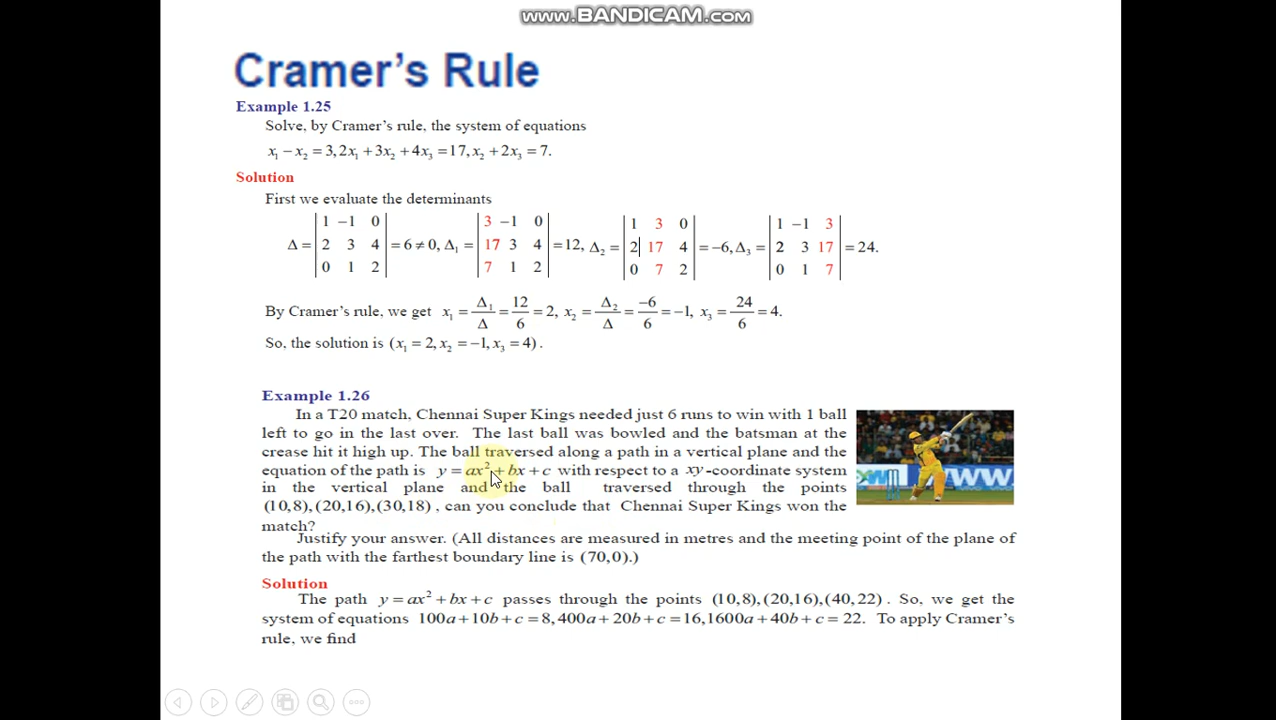 WWW.BANDICAM.COM
Cramer's Rule
Example 1.25
Solve, by Cramer's rule, the system of equations
x₁ − x₂ = 3, 2x₁ + 3x₂ + 4x₃ = 17, x₂ + 2x₃ = 7.
Solution
First we evaluate the determinants
Δ = |1 −1 0; 2 3 4; 0 1 2| = 6 ≠ 0, Δ₁ = |3 −1 0; 17 3 4; 7 1 2| = 12, Δ₂ = |1 3 0; 2 17 4; 0 7 2| = −6, Δ₃ = |1 −1 3; 2 3 17; 0 1 7| = 24.
By Cramer's rule, we get x₁ = Δ₁/Δ = 12/6 = 2, x₂ = Δ₂/Δ = −6/6 = −1, x₃ = 24/6 = 4.
So, the solution is (x₁ = 2, x₂ = −1, x₃ = 4).
Example 1.26
In a T20 match, Chennai Super Kings needed just 6 runs to win with 1 ball
left to go in the last over. The last ball was bowled and the batsman at the
crease hit it high up. The ball traversed along a path in a vertical plane and the
equation of the path is y = ax² + bx + c with respect to a xy-coordinate system
in the vertical plane and the ball traversed through the points
(10,8),(20,16),(30,18), can you conclude that Chennai Super Kings won the
match?
Justify your answer. (All distances are measured in metres and the meeting point of the plane of
the path with the farthest boundary line is (70,0).)
Solution
The path y = ax² + bx + c passes through the points (10,8),(20,16),(40,22). So, we get the
system of equations 100a + 10b + c = 8, 400a + 20b + c = 16, 1600a + 40b + c = 22. To apply Cramer's
rule, we find